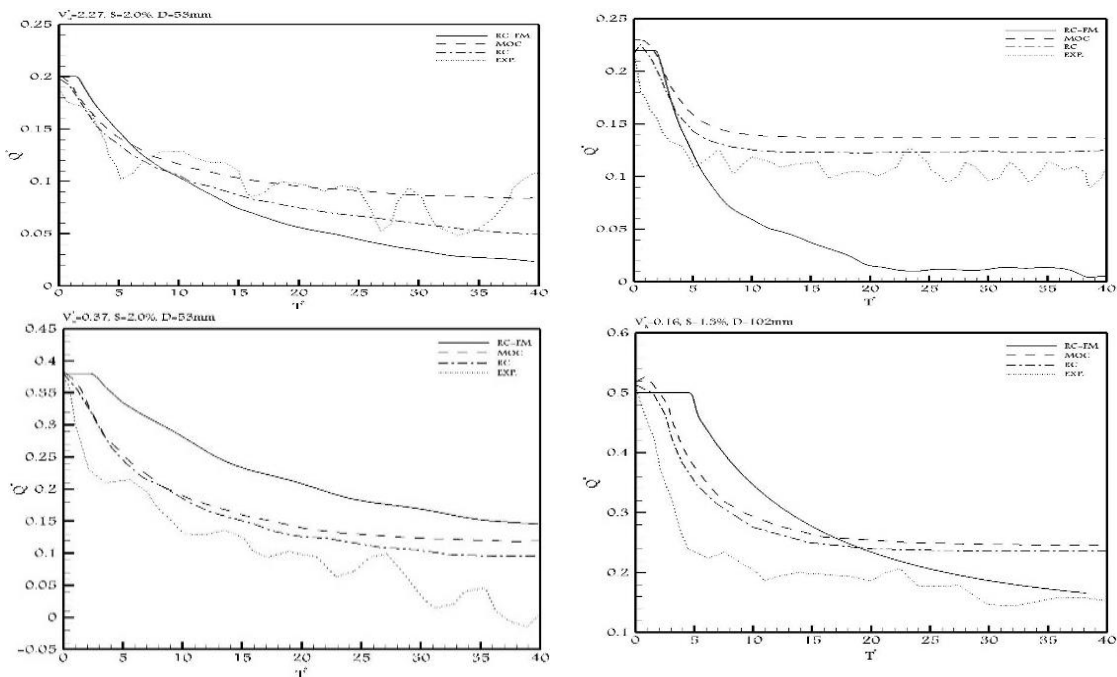 V*=2.27, S=2.0%, D=53mm
0.25
0.2
0.15
0.1
0.05
0
Q*
0 5 10 15 20 25 30 35 40
T*
RC-FM
MOC
RC
EXP.
0.25
0.2
0.15
0.1
0.05
0
Q*
0 5 10 15 20 25 30 35 40
T*
RC-FM
MOC
RC
EXP.
V*=0.37, S=2.0%, D=53mm
0.45
0.4
0.35
0.3
0.25
0.2
0.15
0.1
0.05
0
-0.05
Q*
0 5 10 15 20 25 30 35 40
T*
RC-FM
MOC
RC
EXP.
V*=0.16, S=1.3%, D=102mm
0.6
0.5
0.4
0.3
0.2
0.1
Q*
0 5 10 15 20 25 30 35 40
T*
RC-FM
MOC
RC
EXP.